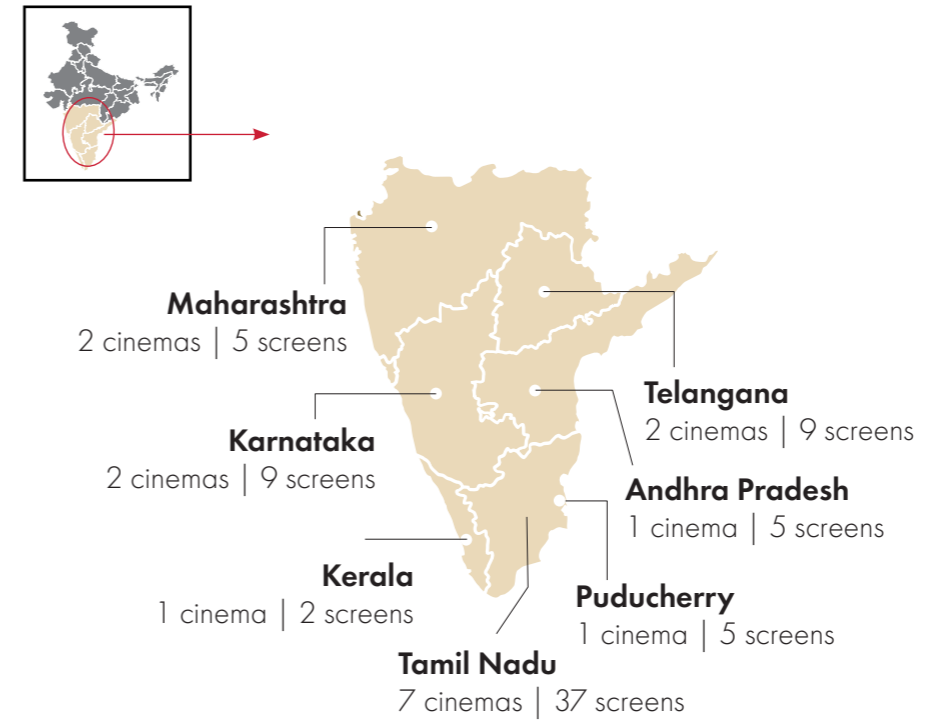 Maharashtra
2 cinemas | 5 screens
Telangana
2 cinemas | 9 screens
Karnataka
2 cinemas | 9 screens
Andhra Pradesh
1 cinema | 5 screens
Kerala
1 cinema | 2 screens
Puducherry
1 cinema | 5 screens
Tamil Nadu
7 cinemas | 37 screens